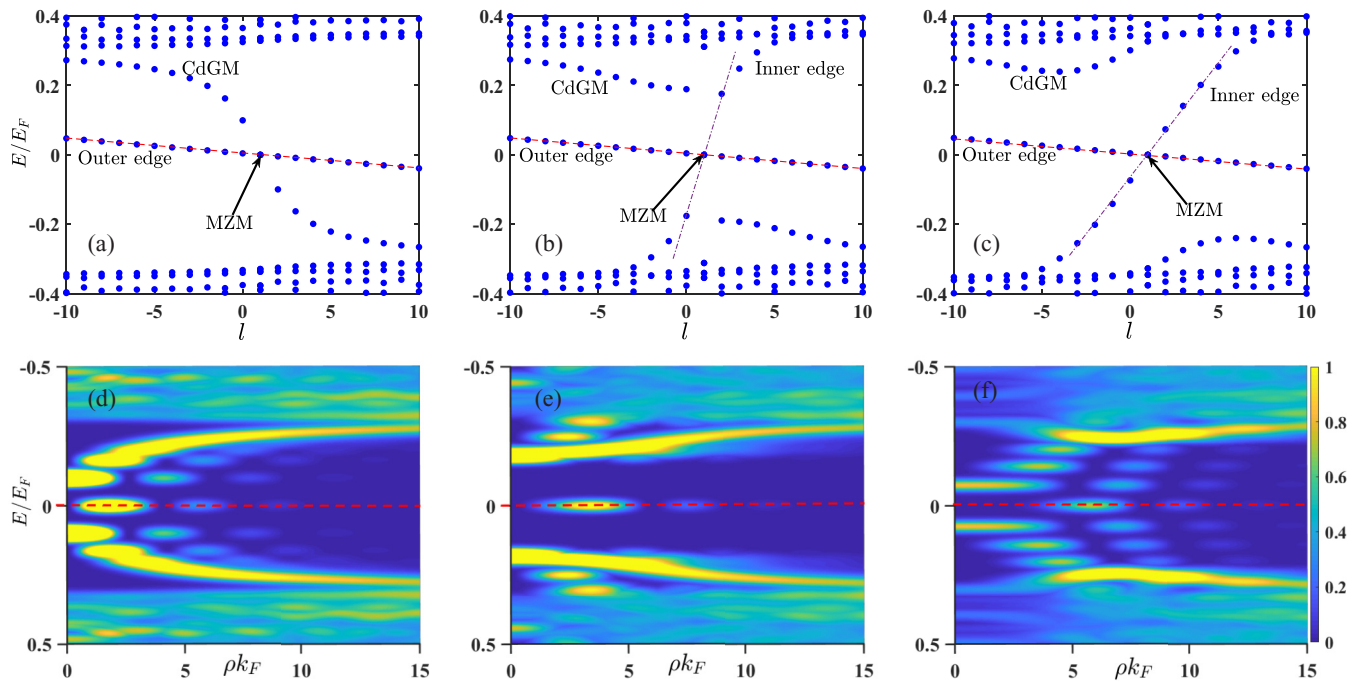 0.4
0.2
0
-0.2
-0.4
E/E_F
CdGM
Outer edge
MZM
(a)
-10 -5 0 5 10
l
0.4
0.2
0
-0.2
-0.4
CdGM
Inner edge
Outer edge
MZM
(b)
-10 -5 0 5 10
l
0.4
0.2
0
-0.2
-0.4
CdGM
Inner edge
Outer edge
MZM
(c)
-10 -5 0 5 10
l
-0.5
0
0.5
E/E_F
(d)
0 5 10 15
ρk_F
-0.5
0
0.5
(e)
0 5 10 15
ρk_F
-0.5
0
0.5
(f)
0 5 10 15
ρk_F
1
0.8
0.6
0.4
0.2
0